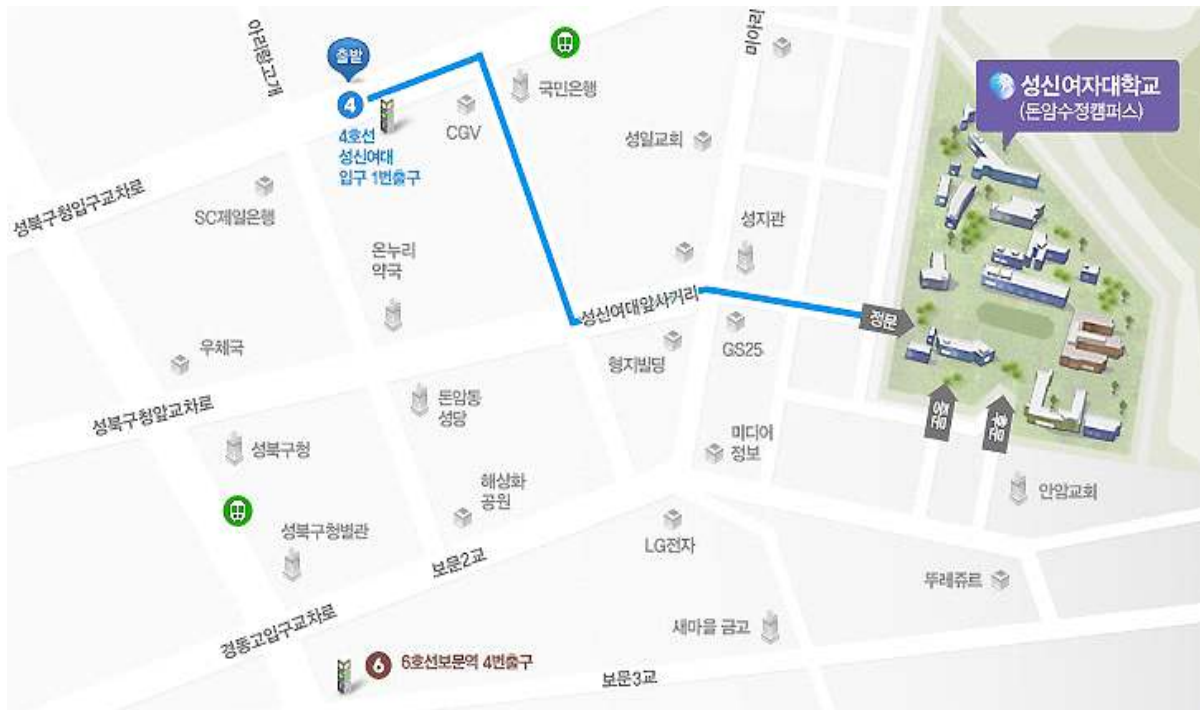 아리랑고개
출발
4
4호선
성신여대
입구 1번출구
CGV
국민은행
미아리
성신여자대학교
(돈암수정캠퍼스)
성일교회
성북구청입구교차로
SC제일은행
온누리
약국
성지관
성신여대앞사거리
정문
우체국
형지빌딩
GS25
성북구청앞교차로
돈암동
성당
동문
후문
미디어
정보
성북구청
해상화
공원
안암교회
성북구청별관
LG전자
보문2교
뚜레쥬르
경동고입구교차로
새마을 금고
6
6호선보문역 4번출구
보문3교